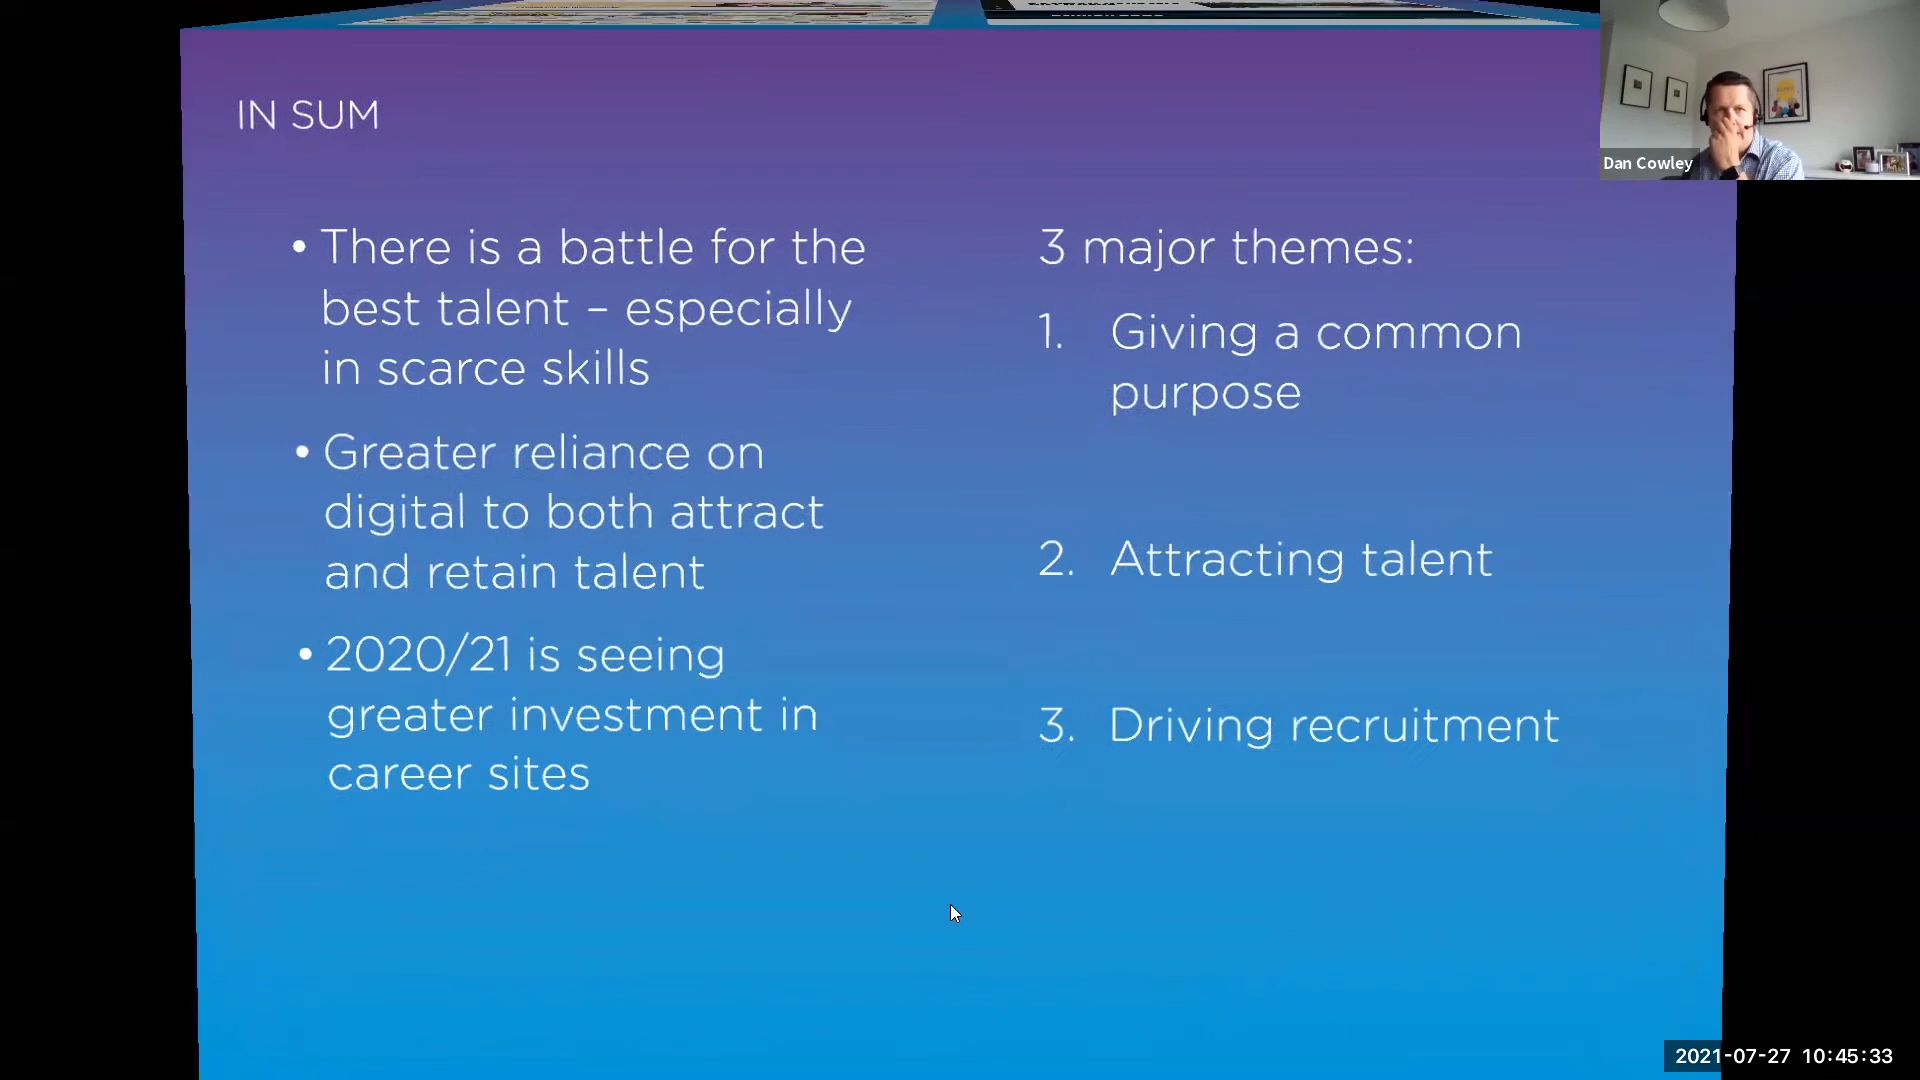 IN SUM
• There is a battle for the
best talent – especially
in scarce skills
• Greater reliance on
digital to both attract
and retain talent
• 2020/21 is seeing
greater investment in
career sites
3 major themes:
1. Giving a common
purpose
2. Attracting talent
3. Driving recruitment
Dan Cowley
2021-07-27 10:45:33